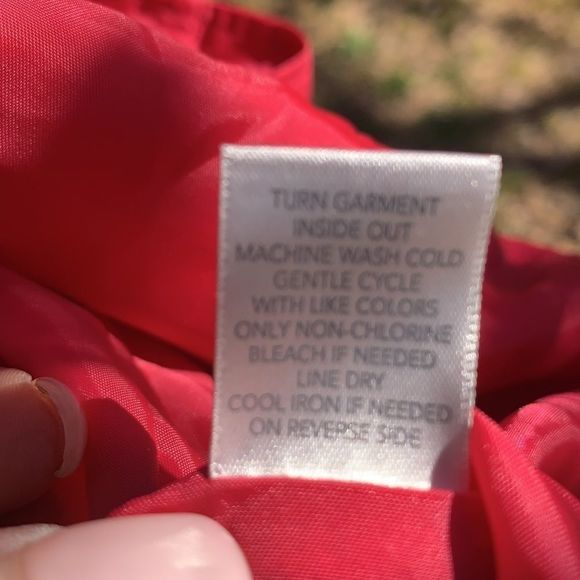 TURN GARMENT
INSIDE OUT
MACHINE WASH COLD
GENTLE CYCLE
WITH LIKE COLORS
ONLY NON-CHLORINE
BLEACH IF NEEDED
LINE DRY
COOL IRON IF NEEDED
ON REVERSE SIDE